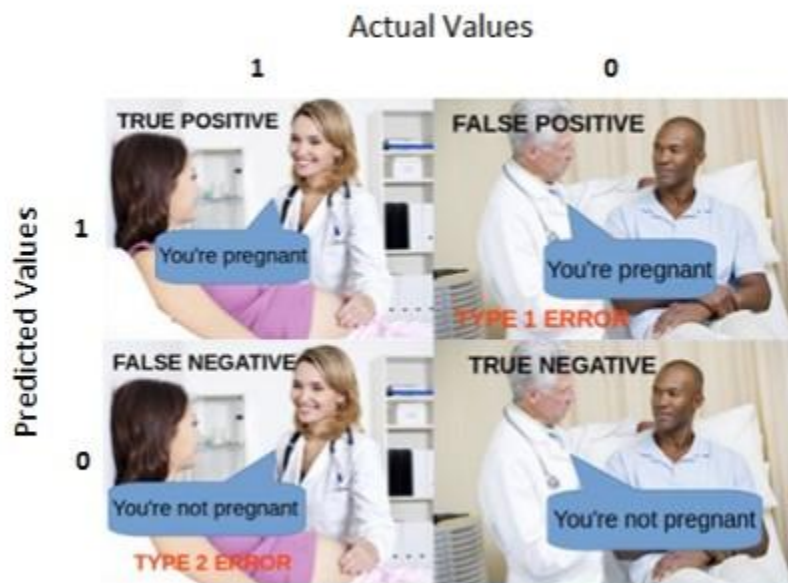 Actual Values
1
0
TRUE POSITIVE
FALSE POSITIVE
Predicted Values
1
You're pregnant
You're pregnant
TYPE 1 ERROR
FALSE NEGATIVE
TRUE NEGATIVE
0
You're not pregnant
You're not pregnant
TYPE 2 ERROR